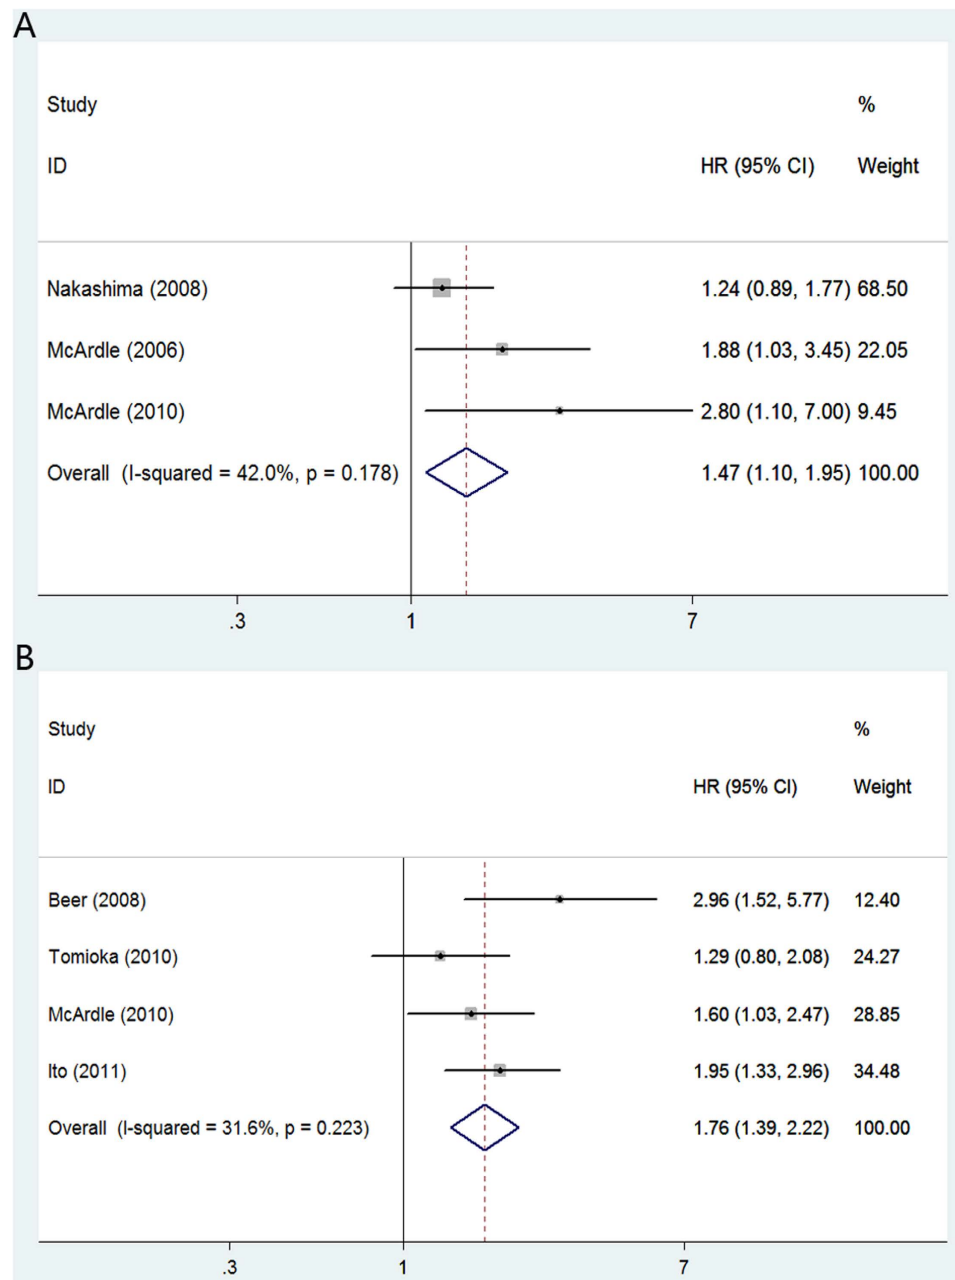 A
Study %
ID HR (95% CI) Weight
Nakashima (2008) 1.24 (0.89, 1.77) 68.50
McArdle (2006) 1.88 (1.03, 3.45) 22.05
McArdle (2010) 2.80 (1.10, 7.00) 9.45
Overall (I-squared = 42.0%, p = 0.178) 1.47 (1.10, 1.95) 100.00
.3 1 7
B
Study %
ID HR (95% CI) Weight
Beer (2008) 2.96 (1.52, 5.77) 12.40
Tomioka (2010) 1.29 (0.80, 2.08) 24.27
McArdle (2010) 1.60 (1.03, 2.47) 28.85
Ito (2011) 1.95 (1.33, 2.96) 34.48
Overall (I-squared = 31.6%, p = 0.223) 1.76 (1.39, 2.22) 100.00
.3 1 7